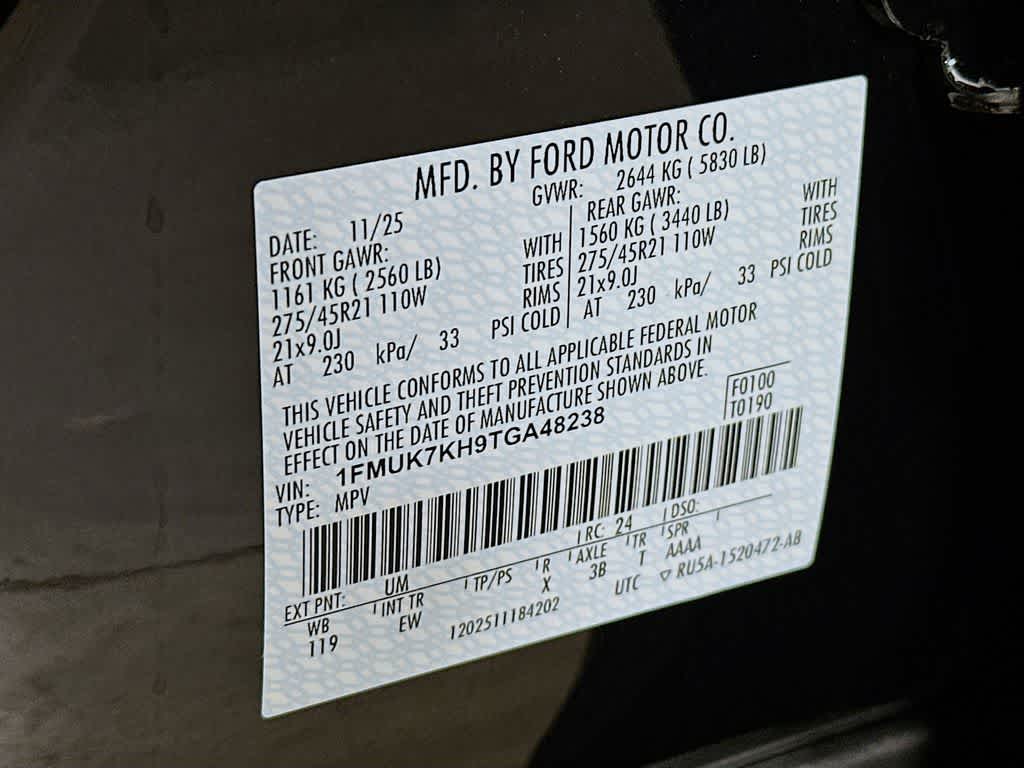 MFD. BY FORD MOTOR CO.
DATE: 11/25 GVWR: 2644 KG ( 5830 LB)
FRONT GAWR: REAR GAWR:
1161 KG ( 2560 LB) WITH 1560 KG ( 3440 LB) WITH
275/45R21 110W TIRES 275/45R21 110W TIRES
21x9.0J RIMS 21x9.0J RIMS
AT 230 kPa/ 33 PSI COLD AT 230 kPa/ 33 PSI COLD
THIS VEHICLE CONFORMS TO ALL APPLICABLE FEDERAL MOTOR
VEHICLE SAFETY AND THEFT PREVENTION STANDARDS IN
EFFECT ON THE DATE OF MANUFACTURE SHOWN ABOVE.
VIN: 1FMUK7KH9TGA48238 F0100
TYPE: MPV T0190
EXT PNT: UM RC: 24 DSO:
WB INT TR TP/PS R AXLE TR SPR
119 EW X 3B T AAAA
1202511184202 UTC ▽ RU5A-1520472-AB